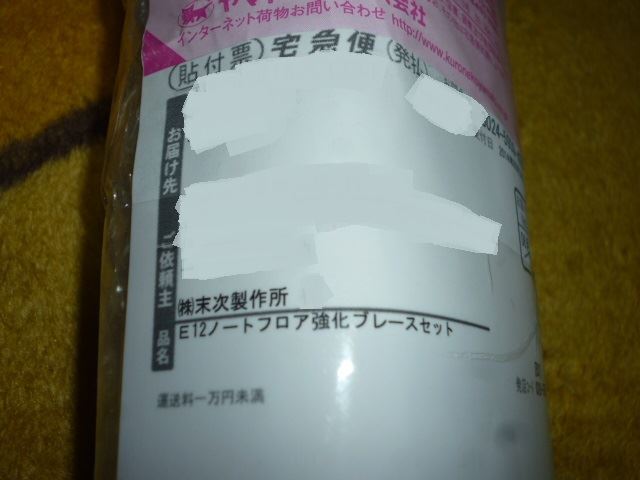 インターネット荷物お問い合わせ http://www.kuronekoyamato
(貼付票) 宅急便 (発払)
お届け先
ご依頼主
㈱末次製作所
品名
E12ノートフロア強化ブレースセット
運送料一万円未満